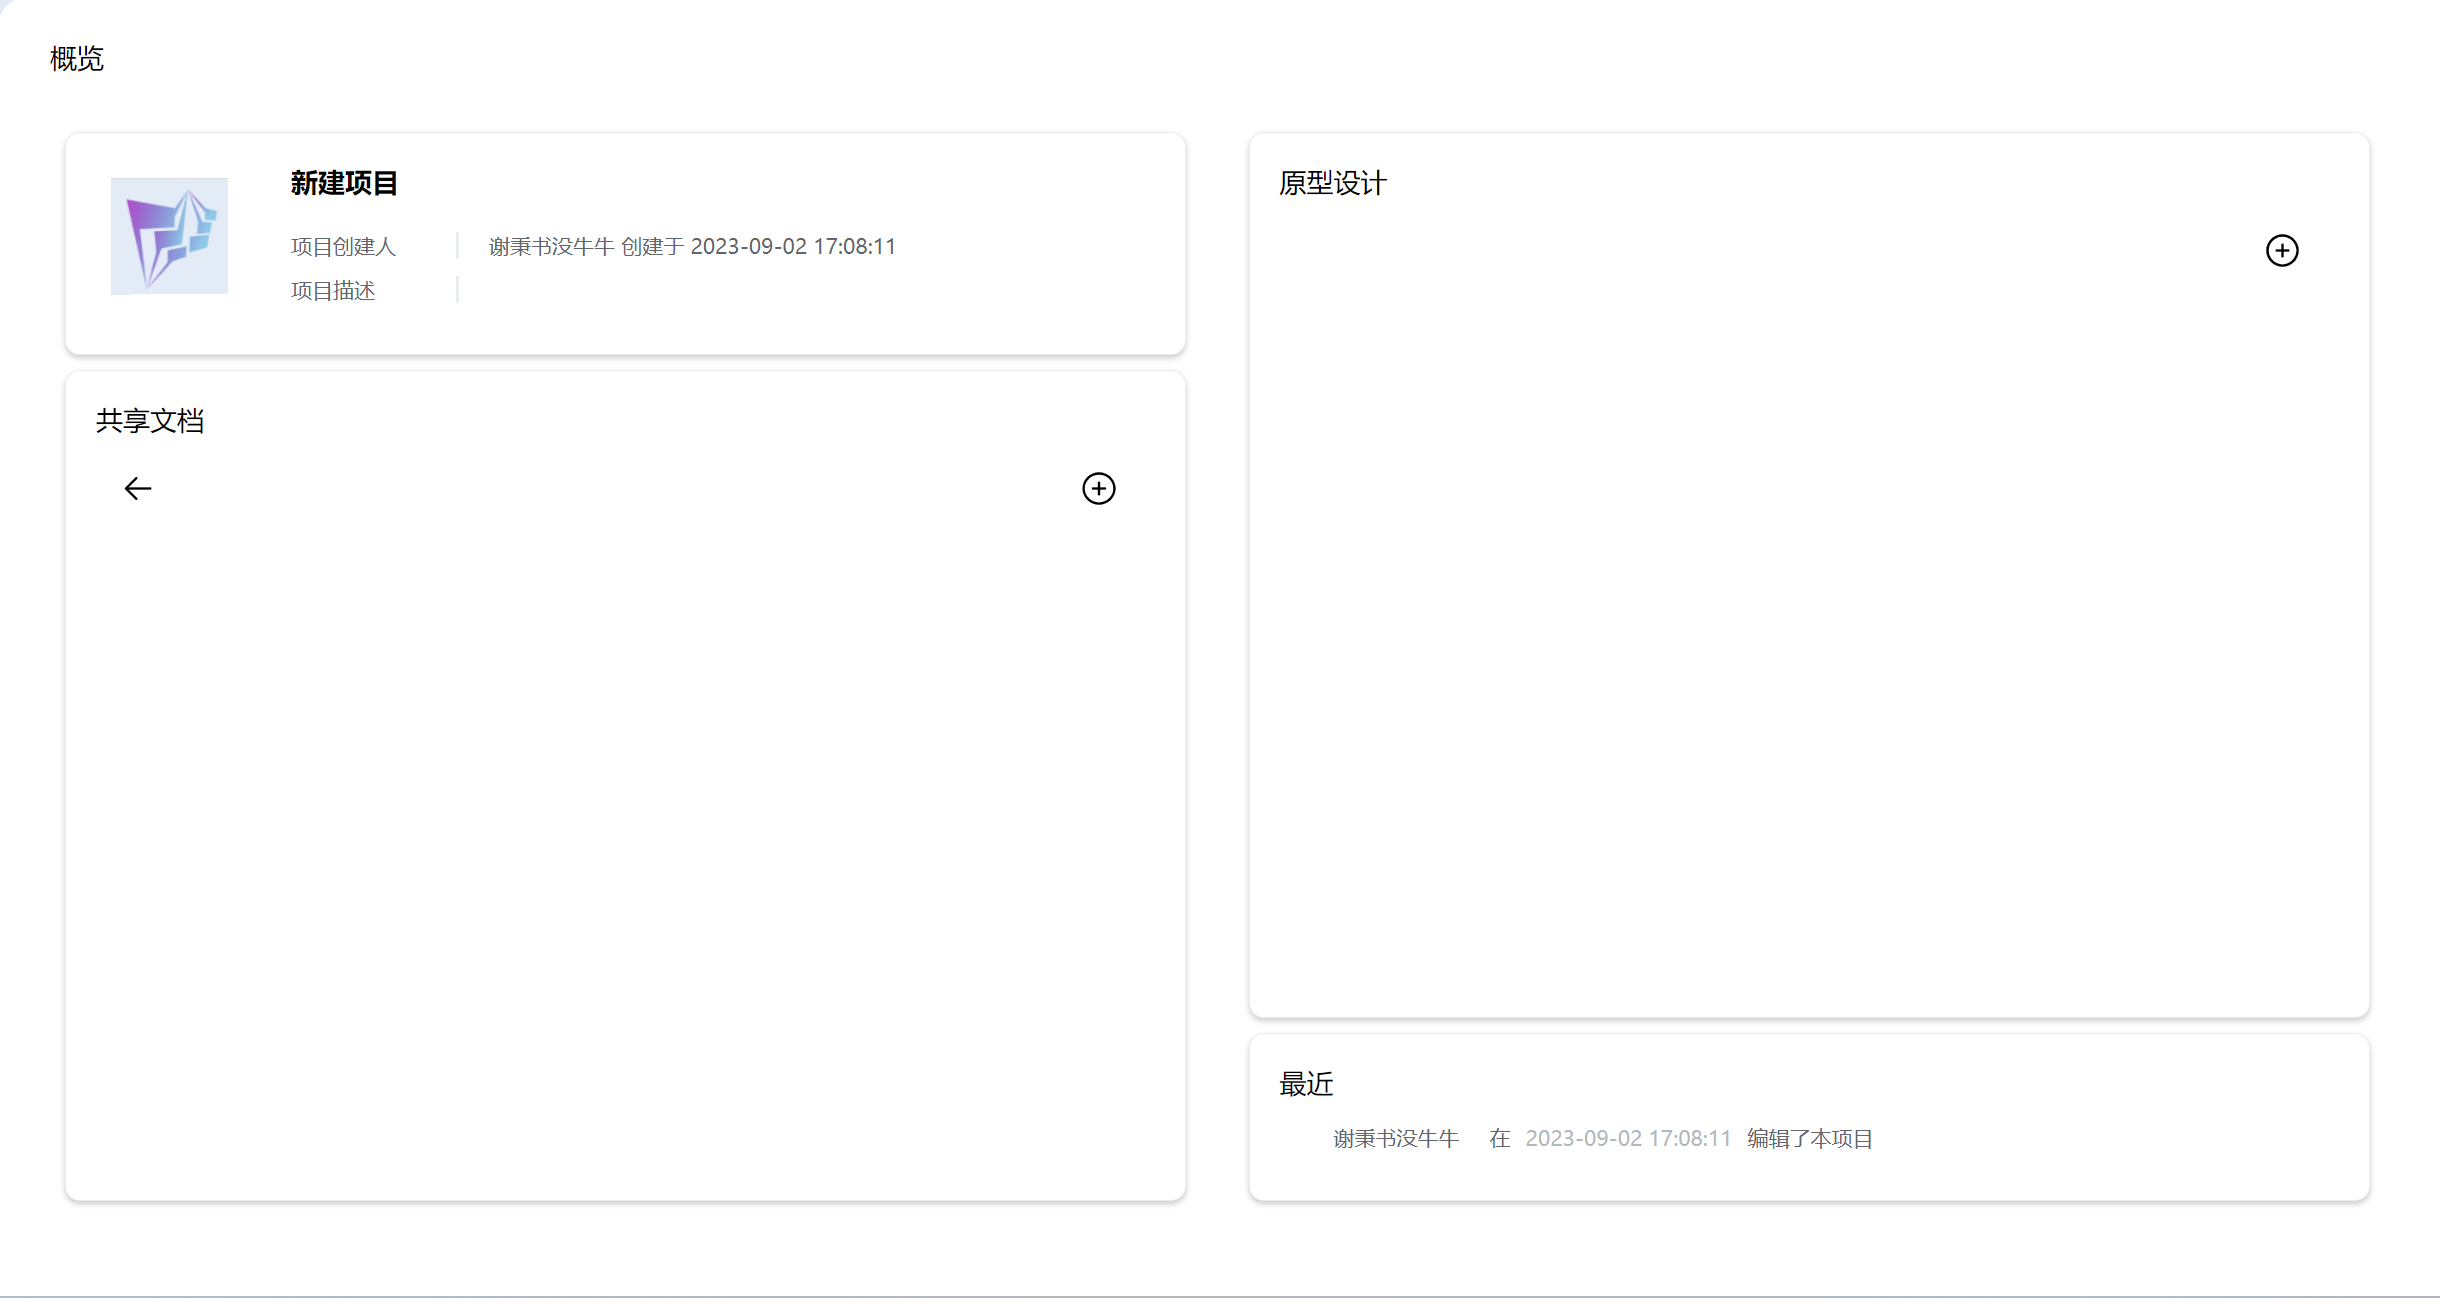 概览
新建项目
项目创建人 谢秉书没牛牛 创建于 2023-09-02 17:08:11
项目描述
共享文档
原型设计
最近
谢秉书没牛牛 在 2023-09-02 17:08:11 编辑了本项目